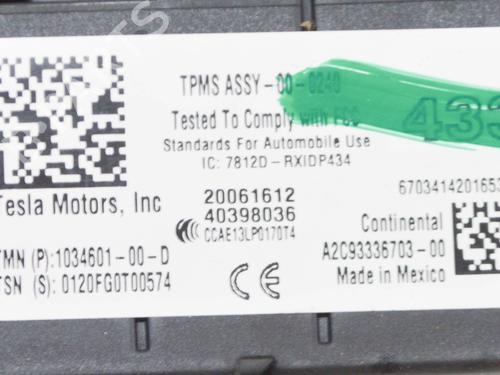 TPMS ASSY-00-0240
Tested To Comply with FCC
Standards For Automobile Use
IC: 7812D-RXIDP434
Tesla Motors, Inc
20061612
40398036
CCAE13LP0170T4
TMN (P):1034601-00-D
TSN (S): 0120FG0T00574
CE
433
6703414201653
Continental
A2C93336703-00
Made in Mexico